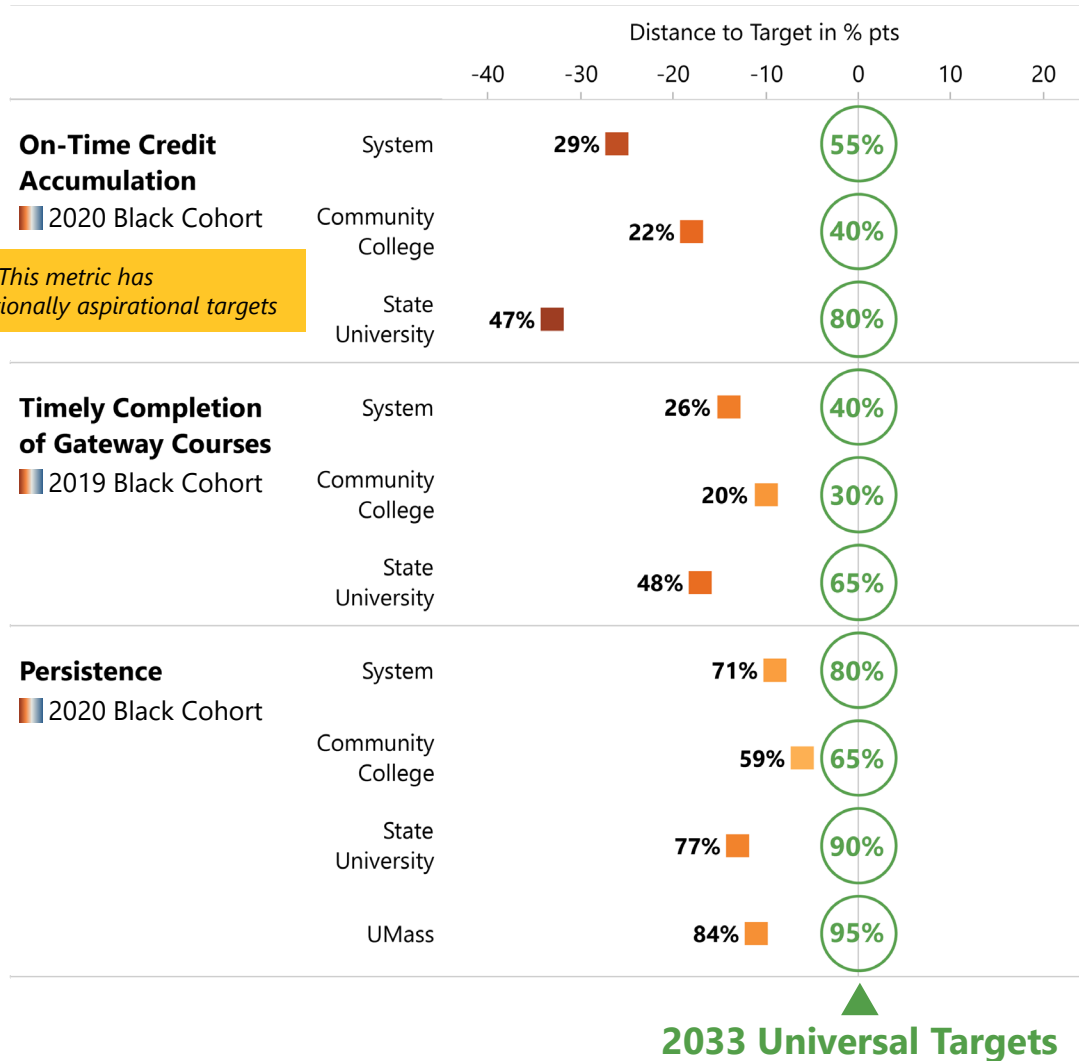 Distance to Target in % pts
-40 -30 -20 -10 0 10 20
On-Time Credit
Accumulation
2020 Black Cohort
This metric has
aspirational targets
System 29% 55%
Community
College 22% 40%
State
University 47% 80%
Timely Completion
of Gateway Courses
2019 Black Cohort
System 26% 40%
Community
College 20% 30%
State
University 48% 65%
Persistence
2020 Black Cohort
System 71% 80%
Community
College 59% 65%
State
University 77% 90%
UMass 84% 95%
2033 Universal Targets